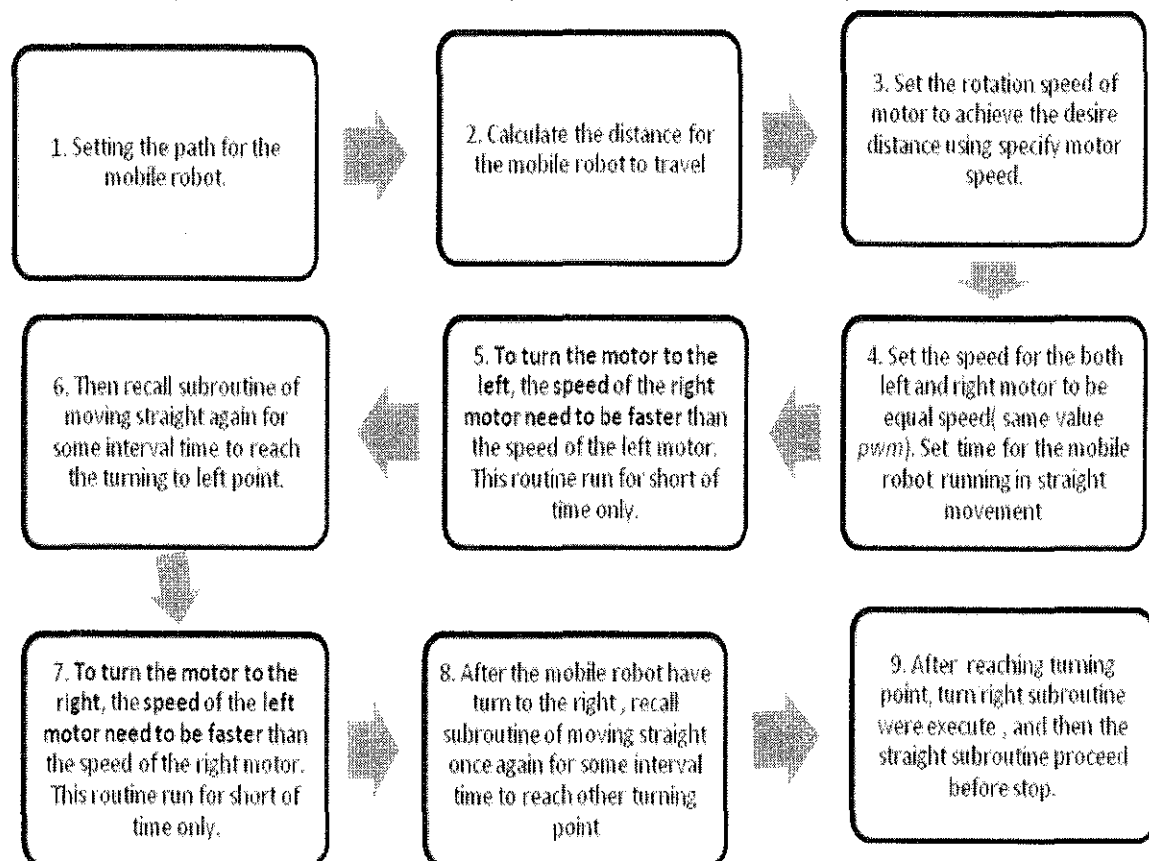 1. Setting the path for the
mobile robot.
2. Calculate the distance for
the mobile robot to travel
3. Set the rotation speed of
motor to achieve the desire
distance using specify motor
speed.
4. Set the speed for the both
left and right motor to be
equal speed( same value
pwm). Set time for the mobile
robot running in straight
movement
5. To turn the motor to the
left, the speed of the right
motor need to be faster than
the speed of the left motor.
This routine run for short of
time only.
6. Then recall subroutine of
moving straight again for
some interval time to reach
the turning to left point.
7. To turn the motor to the
right, the speed of the left
motor need to be faster than
the speed of the right motor.
This routine run for short of
time only.
8. After the mobile robot have
turn to the right , recall
subroutine of moving straight
once again for some interval
time to reach other turning
point
9. After reaching turning
point, turn right subroutine
were execute , and then the
straight subroutine proceed
before stop.